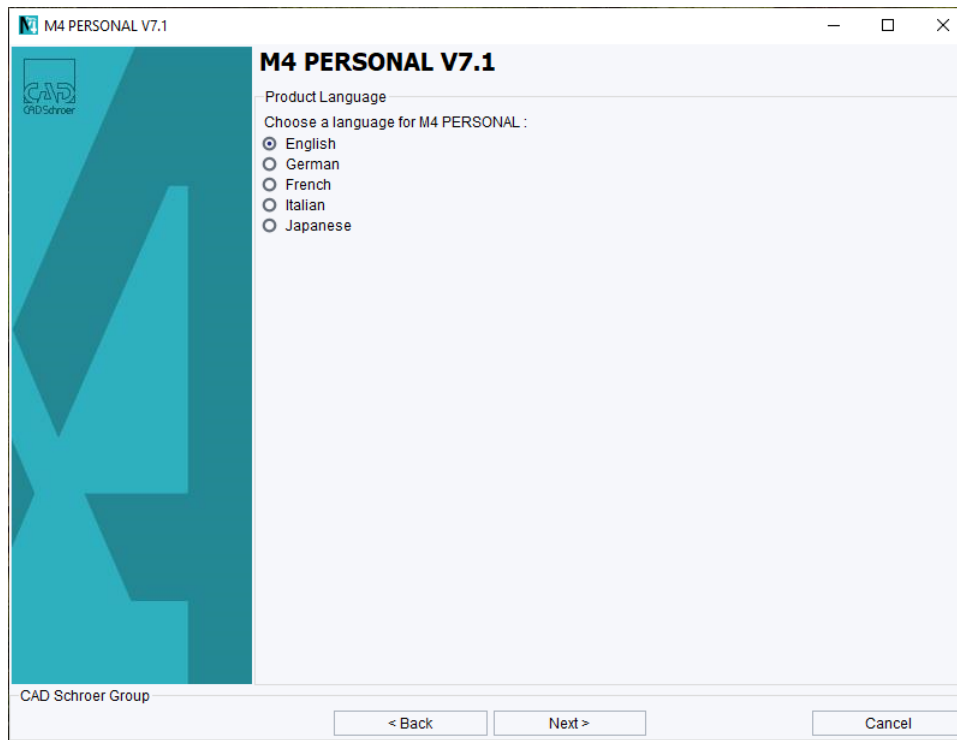 M4 PERSONAL V7.1
CAD
CADSchroer
M4 PERSONAL V7.1
Product Language
Choose a language for M4 PERSONAL :
English
German
French
Italian
Japanese
CAD Schroer Group
< Back
Next >
Cancel